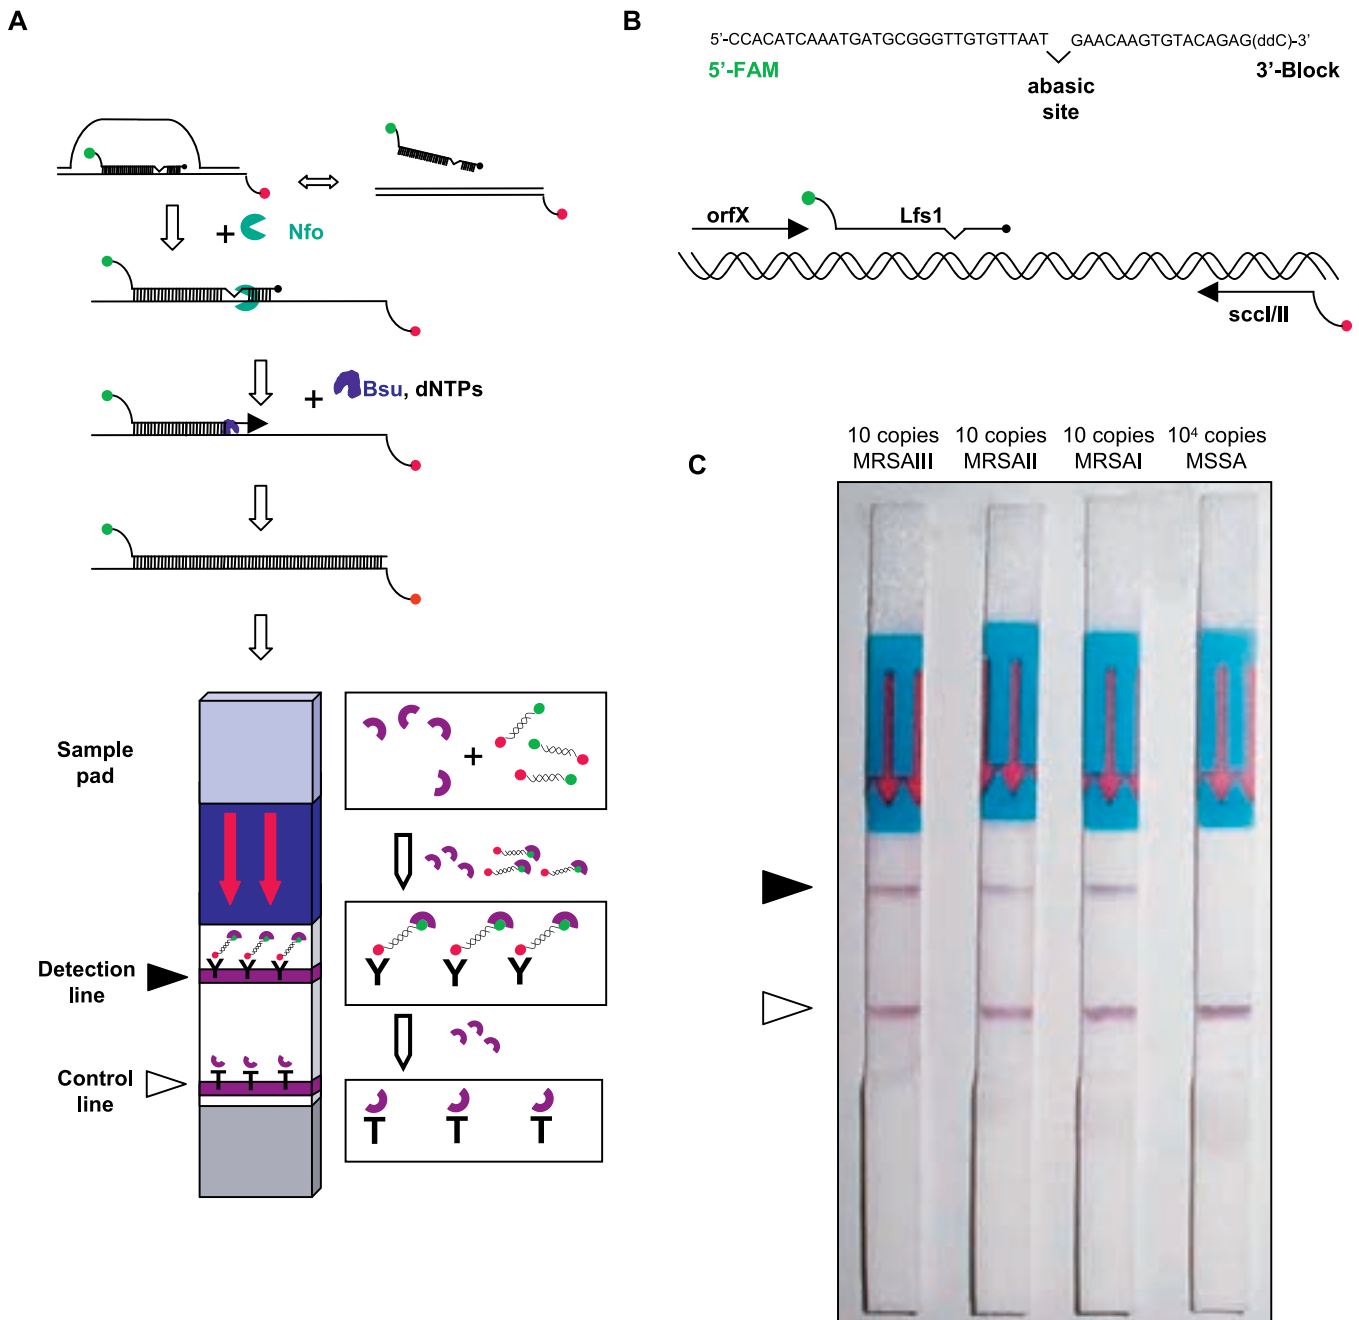 A
Nfo
Bsu, dNTPs
Sample
pad
Detection
line
Control
line
B
5'-CCACATCAAATGATGCGGGTTGTGTTAAT GAACAAGTGTACAGAG(ddC)-3'
5'-FAM
3'-Block
abasic
site
orfX
Lfs1
sccI/II
C
10 copies
MRSAIII
10 copies
MRSAII
10 copies
MRSAI
10⁴ copies
MSSA